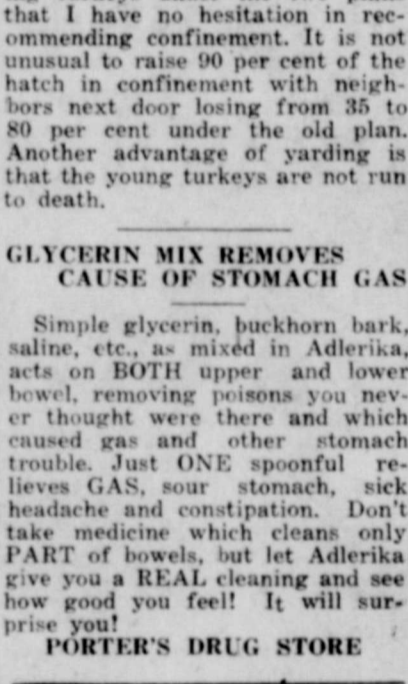 that I have no hesitation in rec-
ommending confinement. It is not
unusual to raise 90 per cent of the
hatch in confinement with neigh-
bors next door losing from 35 to
80 per cent under the old plan.
Another advantage of yarding is
that the young turkeys are not run
to death.
GLYCERIN MIX REMOVES
CAUSE OF STOMACH GAS
Simple glycerin, buckhorn bark,
saline, etc., as mixed in Adlerika,
acts on BOTH upper and lower
bowel, removing poisons you nev-
er thought were there and which
caused gas and other stomach
trouble. Just ONE spoonful re-
lieves GAS, sour stomach, sick
headache and constipation. Don't
take medicine which cleans only
PART of bowels, but let Adlerika
give you a REAL cleaning and see
how good you feel! It will sur-
prise you!
PORTER'S DRUG STORE